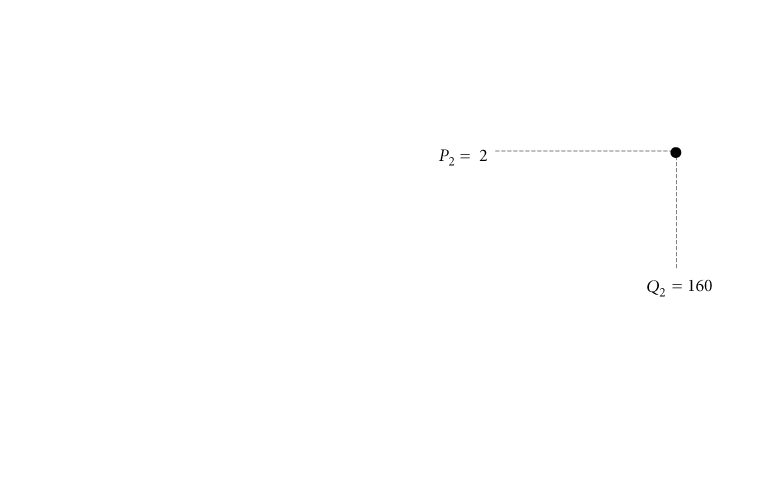 P₂ = 2
Q₂ = 160